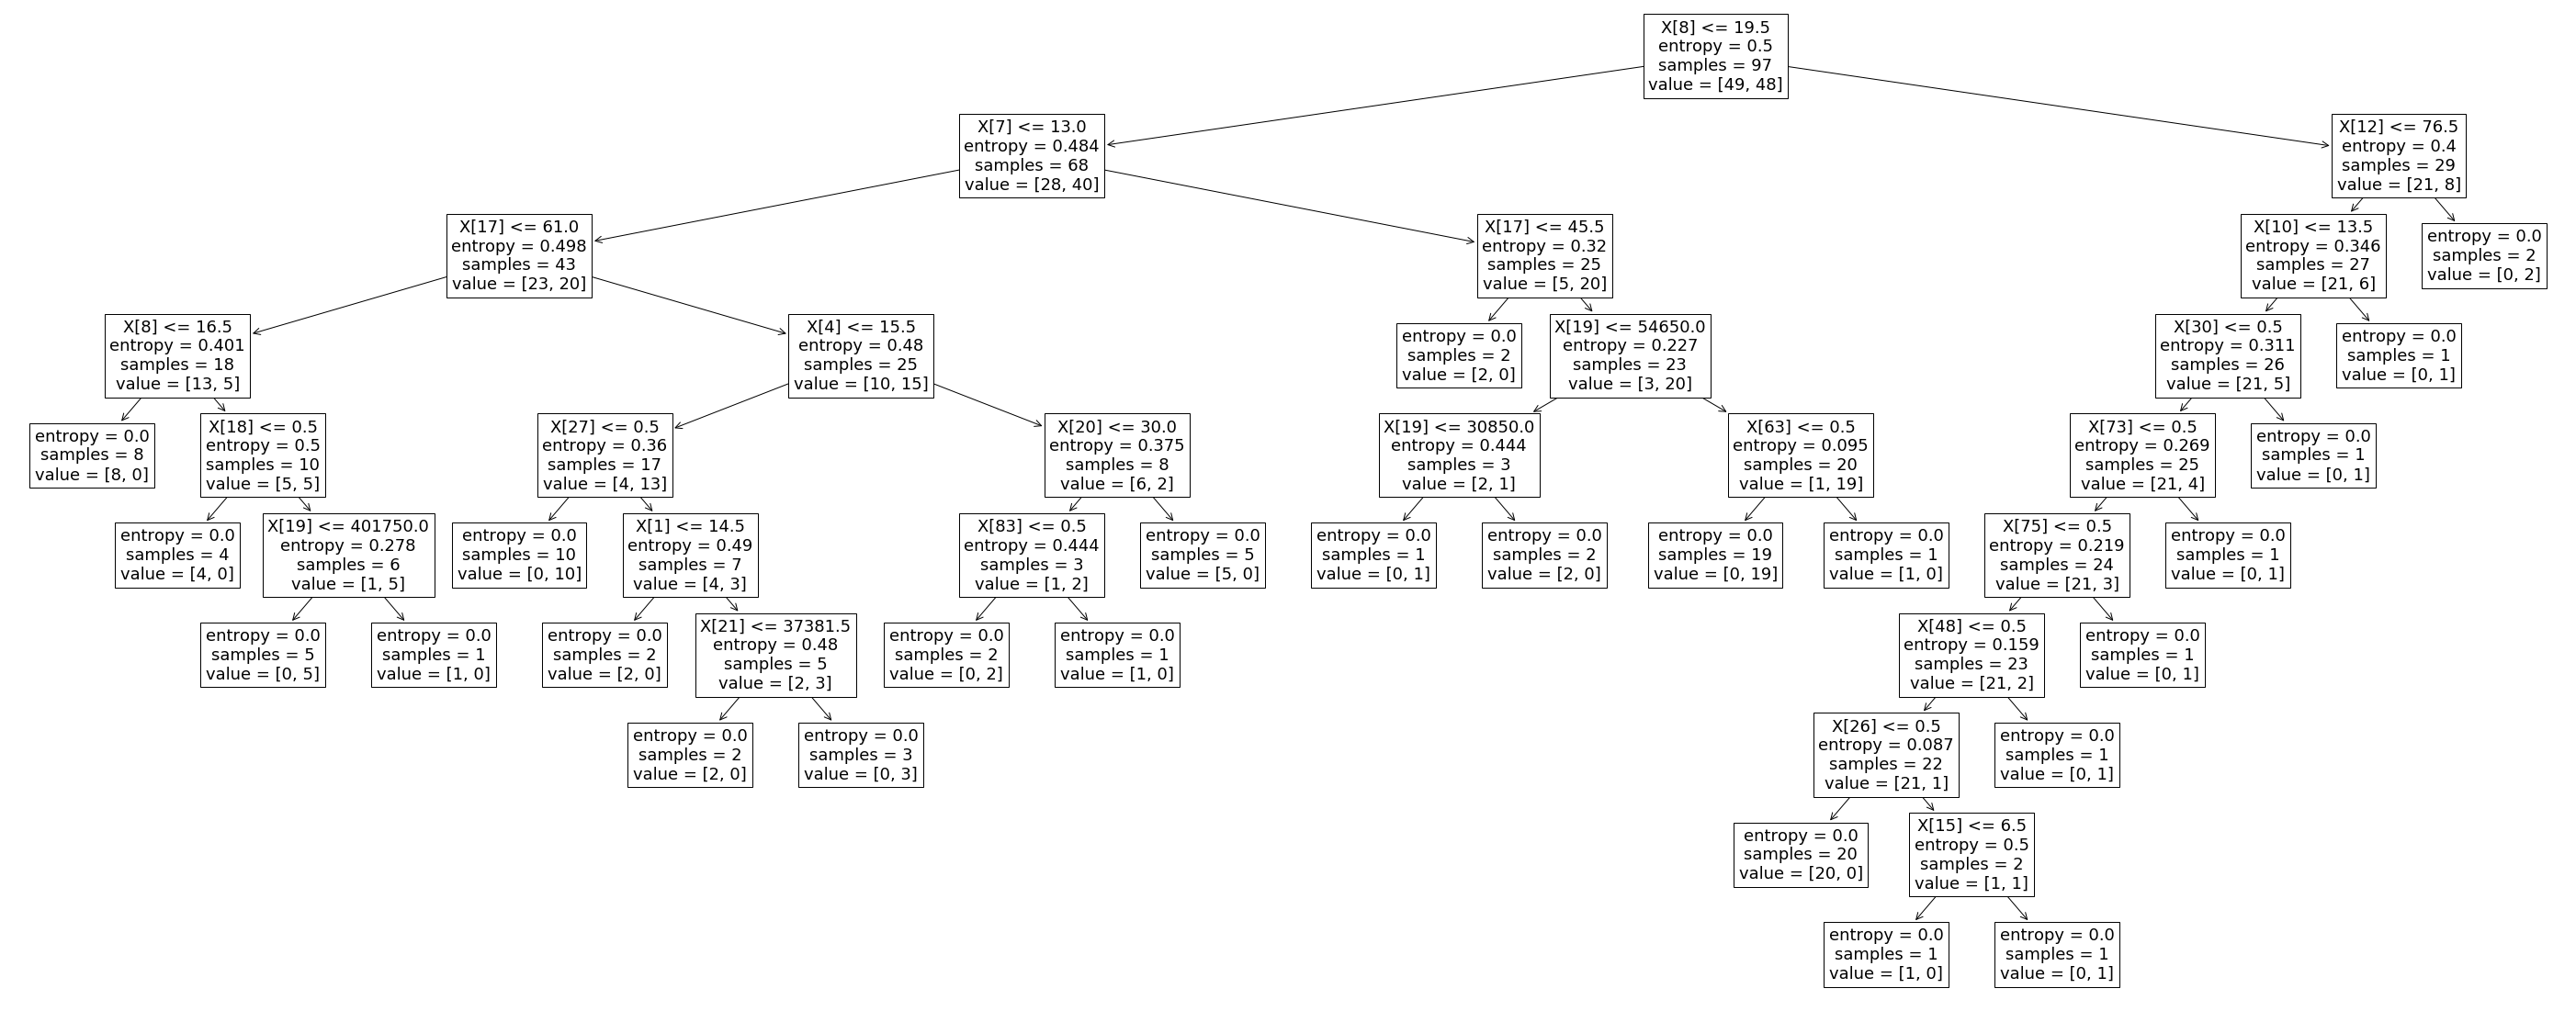 X[8] <= 19.5
entropy = 0.5
samples = 97
value = [49, 48]
X[7] <= 13.0
entropy = 0.484
samples = 68
value = [28, 40]
X[12] <= 76.5
entropy = 0.4
samples = 29
value = [21, 8]
X[17] <= 61.0
entropy = 0.498
samples = 43
value = [23, 20]
X[17] <= 45.5
entropy = 0.32
samples = 25
value = [5, 20]
X[10] <= 13.5
entropy = 0.346
samples = 27
value = [21, 6]
entropy = 0.0
samples = 2
value = [0, 2]
X[8] <= 16.5
entropy = 0.401
samples = 18
value = [13, 5]
X[4] <= 15.5
entropy = 0.48
samples = 25
value = [10, 15]
entropy = 0.0
samples = 2
value = [2, 0]
X[19] <= 54650.0
entropy = 0.227
samples = 23
value = [3, 20]
X[30] <= 0.5
entropy = 0.311
samples = 26
value = [21, 5]
entropy = 0.0
samples = 1
value = [0, 1]
entropy = 0.0
samples = 8
value = [8, 0]
X[18] <= 0.5
entropy = 0.5
samples = 10
value = [5, 5]
X[27] <= 0.5
entropy = 0.36
samples = 17
value = [4, 13]
X[20] <= 30.0
entropy = 0.375
samples = 8
value = [6, 2]
X[19] <= 30850.0
entropy = 0.444
samples = 3
value = [2, 1]
X[63] <= 0.5
entropy = 0.095
samples = 20
value = [1, 19]
X[73] <= 0.5
entropy = 0.269
samples = 25
value = [21, 4]
entropy = 0.0
samples = 1
value = [0, 1]
entropy = 0.0
samples = 4
value = [4, 0]
X[19] <= 401750.0
entropy = 0.278
samples = 6
value = [1, 5]
entropy = 0.0
samples = 10
value = [0, 10]
X[1] <= 14.5
entropy = 0.49
samples = 7
value = [4, 3]
X[83] <= 0.5
entropy = 0.444
samples = 3
value = [1, 2]
entropy = 0.0
samples = 5
value = [5, 0]
entropy = 0.0
samples = 1
value = [0, 1]
entropy = 0.0
samples = 2
value = [2, 0]
entropy = 0.0
samples = 19
value = [0, 19]
entropy = 0.0
samples = 1
value = [1, 0]
X[75] <= 0.5
entropy = 0.219
samples = 24
value = [21, 3]
entropy = 0.0
samples = 1
value = [0, 1]
entropy = 0.0
samples = 5
value = [0, 5]
entropy = 0.0
samples = 1
value = [1, 0]
entropy = 0.0
samples = 2
value = [2, 0]
X[21] <= 37381.5
entropy = 0.48
samples = 5
value = [2, 3]
entropy = 0.0
samples = 2
value = [0, 2]
entropy = 0.0
samples = 1
value = [1, 0]
X[48] <= 0.5
entropy = 0.159
samples = 23
value = [21, 2]
entropy = 0.0
samples = 1
value = [0, 1]
entropy = 0.0
samples = 2
value = [2, 0]
entropy = 0.0
samples = 3
value = [0, 3]
X[26] <= 0.5
entropy = 0.087
samples = 22
value = [21, 1]
entropy = 0.0
samples = 1
value = [0, 1]
entropy = 0.0
samples = 20
value = [20, 0]
X[15] <= 6.5
entropy = 0.5
samples = 2
value = [1, 1]
entropy = 0.0
samples = 1
value = [1, 0]
entropy = 0.0
samples = 1
value = [0, 1]